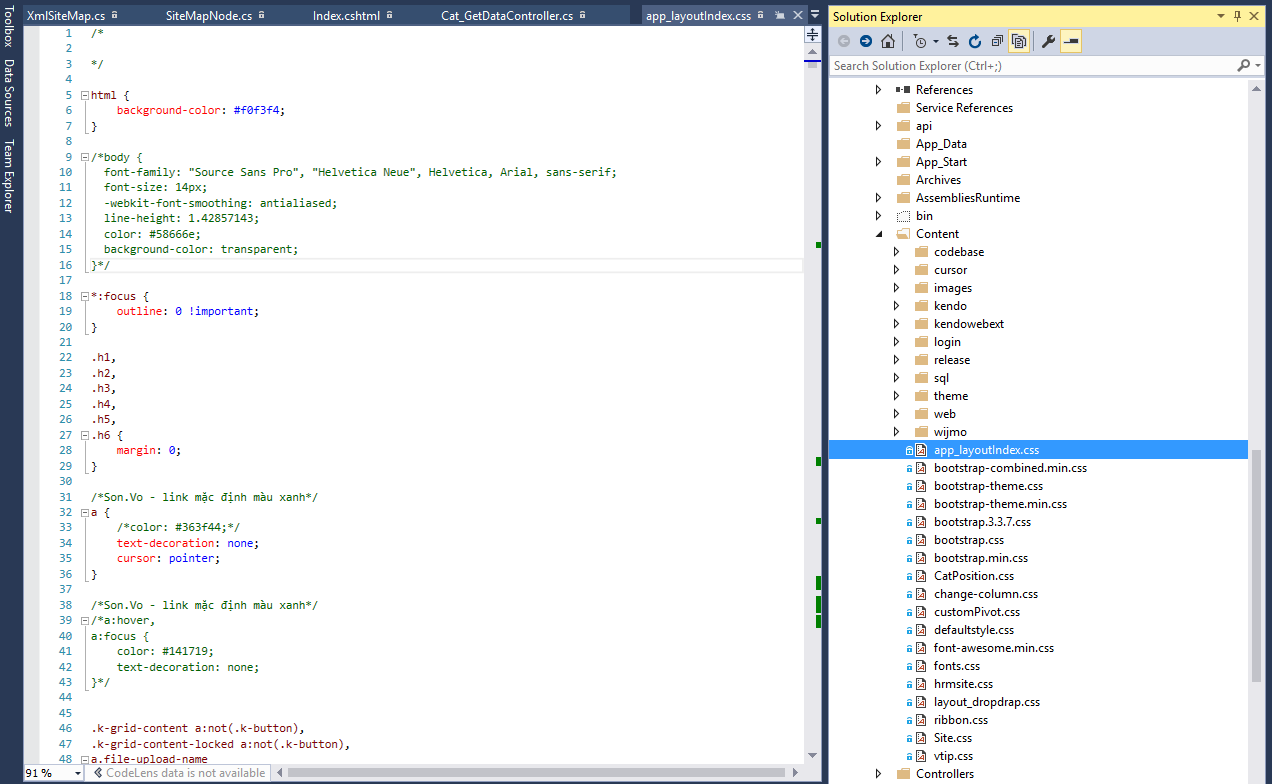 Toolbox
Data Sources
Team Explorer
XmlSiteMap.cs
SiteMapNode.cs
Index.cshtml
Cat_GetDataController.cs
app_layoutIndex.css
1 /*
2
3 */
4
5 html {
6 background-color: #f0f3f4;
7 }
8
9 /*body {
10 font-family: "Source Sans Pro", "Helvetica Neue", Helvetica, Arial, sans-serif;
11 font-size: 14px;
12 -webkit-font-smoothing: antialiased;
13 line-height: 1.42857143;
14 color: #58666e;
15 background-color: transparent;
16 }*/
17
18 *:focus {
19 outline: 0 !important;
20 }
21
22 .h1,
23 .h2,
24 .h3,
25 .h4,
26 .h5,
27 .h6 {
28 margin: 0;
29 }
30
31 /*Son.Vo - link mặc định màu xanh*/
32 a {
33 /*color: #363f44;*/
34 text-decoration: none;
35 cursor: pointer;
36 }
37
38 /*Son.Vo - link mặc định màu xanh*/
39 /*a:hover,
40 a:focus {
41 color: #141719;
42 text-decoration: none;
43 }*/
44
45
46 .k-grid-content a:not(.k-button),
47 .k-grid-content-locked a:not(.k-button),
48 a.file-upload-name
91 %
CodeLens data is not available
Solution Explorer
Search Solution Explorer (Ctrl+;)
References
Service References
api
App_Data
App_Start
Archives
AssembliesRuntime
bin
Content
codebase
cursor
images
kendo
kendowebext
login
release
sql
theme
web
wijmo
app_layoutIndex.css
bootstrap-combined.min.css
bootstrap-theme.css
bootstrap-theme.min.css
bootstrap.3.3.7.css
bootstrap.css
bootstrap.min.css
CatPosition.css
change-column.css
customPivot.css
defaultstyle.css
font-awesome.min.css
fonts.css
hrmsite.css
layout_dropdrap.css
ribbon.css
Site.css
vtip.css
Controllers